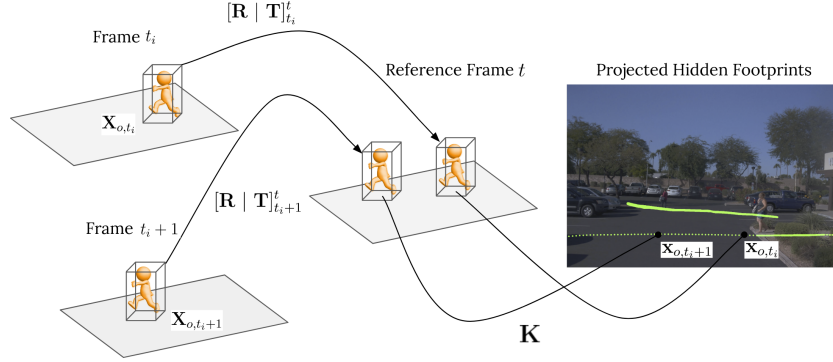 [R | T]^t_{t_i}
Frame t_i
Reference Frame t
Projected Hidden Footprints
X_{o,t_i}
[R | T]^t_{t_i+1}
Frame t_i + 1
x_{o,t_i+1}
x_{o,t_i}
X_{o,t_i+1}
K